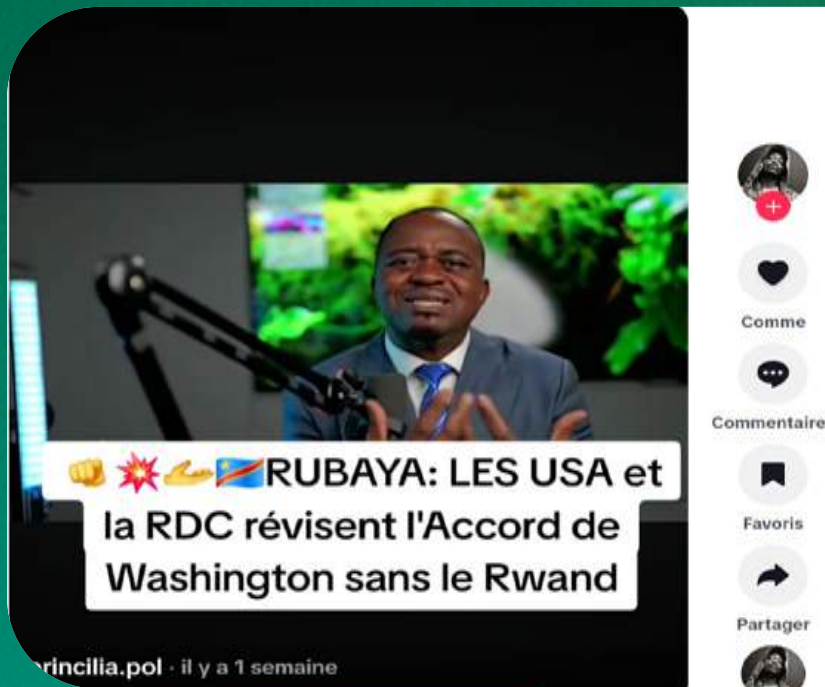 👊💥🫴🇨🇩RUBAYA: LES USA et
la RDC révisent l'Accord de
Washington sans le Rwand
Comme
Commentaire
Favoris
Partager
rincilia.pol · il y a 1 semaine